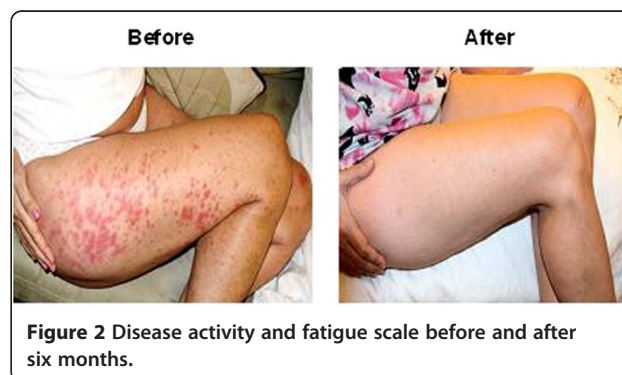 Before After
Figure 2 Disease activity and fatigue scale before and after
six months.